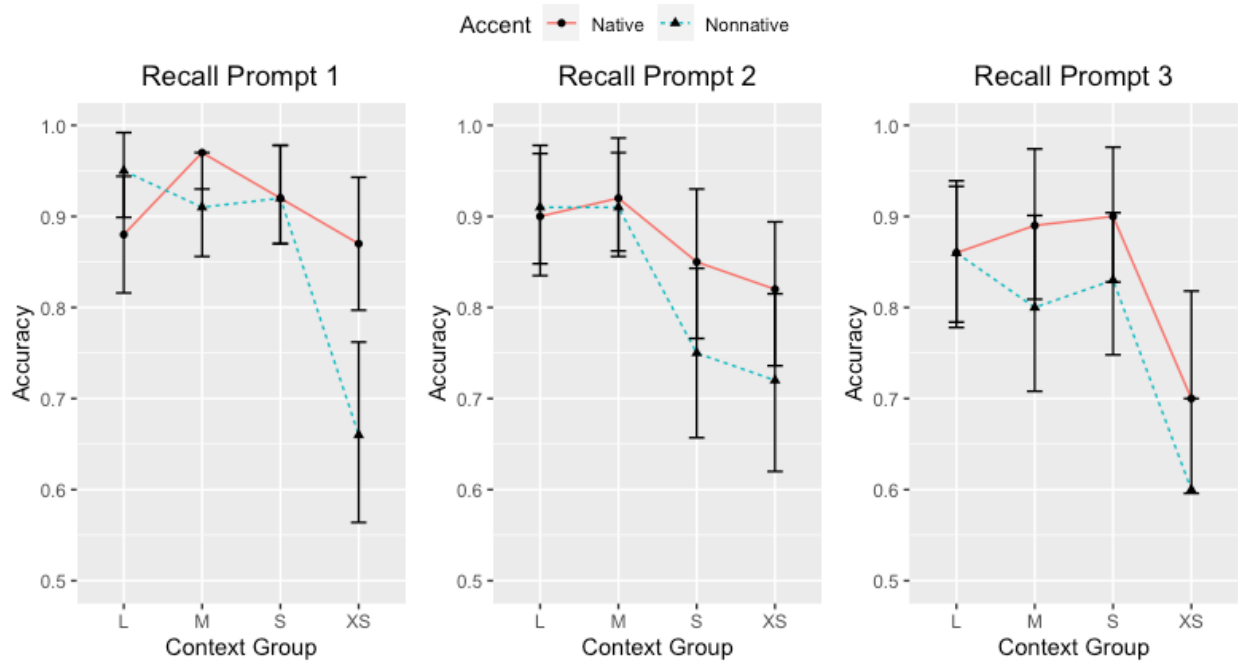 Accent Native Nonnative
Recall Prompt 1
Accuracy
1.0
0.9
0.8
0.7
0.6
0.5
L M S XS
Context Group
Recall Prompt 2
Accuracy
1.0
0.9
0.8
0.7
0.6
0.5
L M S XS
Context Group
Recall Prompt 3
Accuracy
1.0
0.9
0.8
0.7
0.6
0.5
L M S XS
Context Group